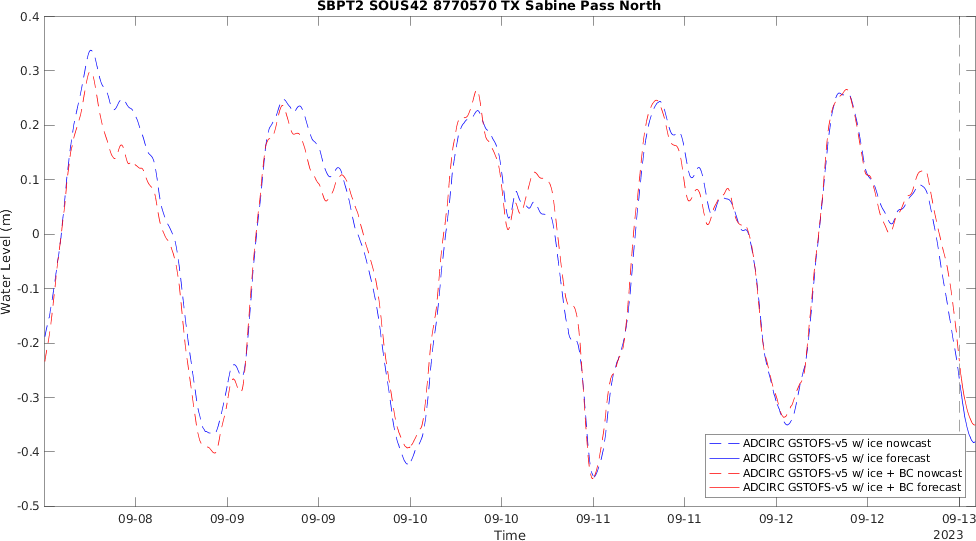 SBPT2 SOUS42 8770570 TX Sabine Pass North
0.4
0.3
0.2
0.1
0
-0.1
-0.2
-0.3
-0.4
-0.5
Water Level (m)
ADCIRC GSTOFS-v5 w/ ice nowcast
ADCIRC GSTOFS-v5 w/ ice forecast
ADCIRC GSTOFS-v5 w/ ice + BC nowcast
ADCIRC GSTOFS-v5 w/ ice + BC forecast
09-08 09-09 09-09 09-10 09-10 09-11 09-11 09-12 09-12 09-13
Time
2023